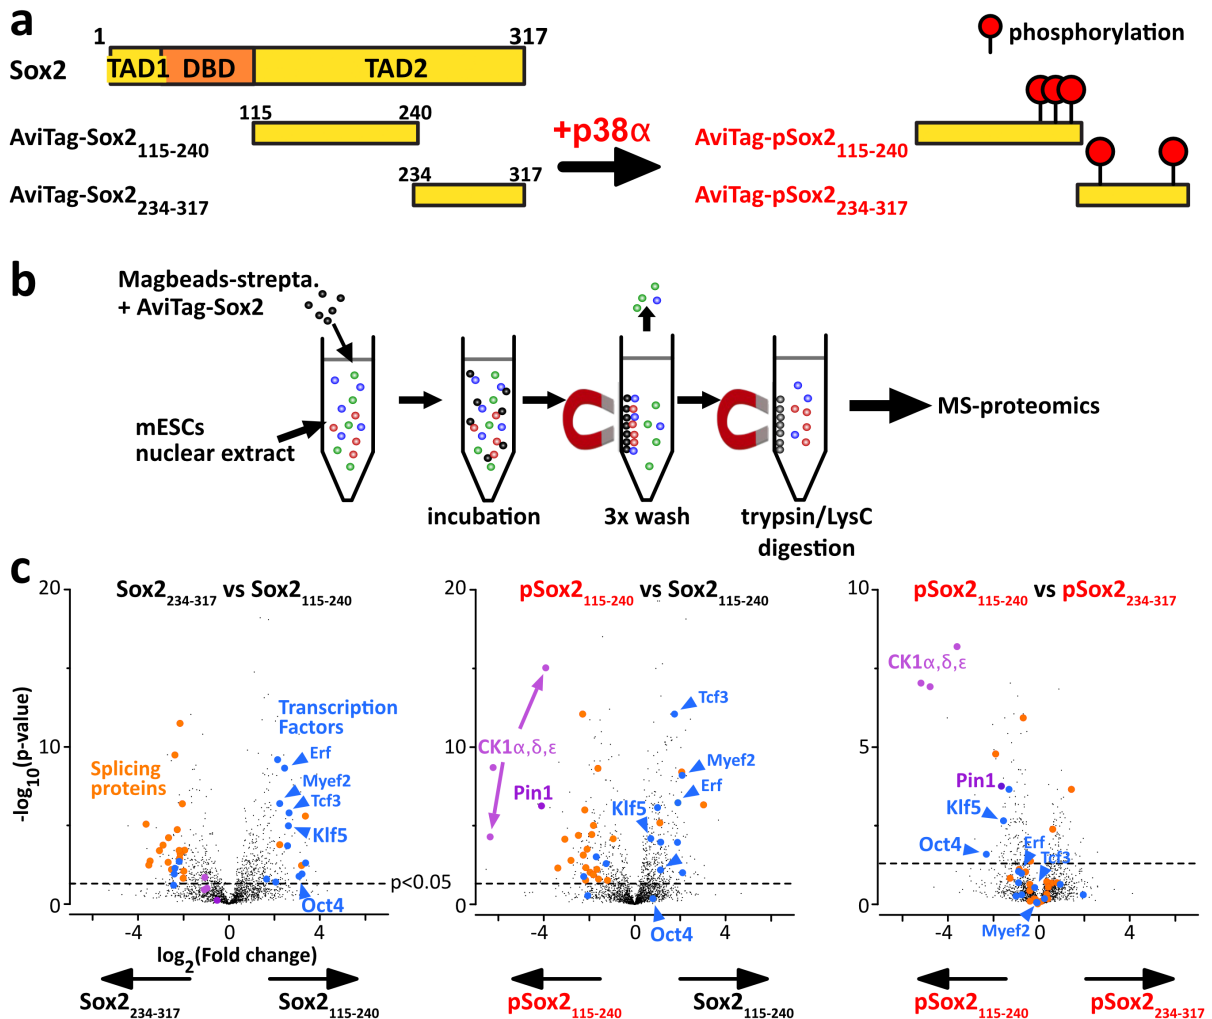 a
1
317
Sox2
TAD1
DBD
TAD2
phosphorylation
115
240
AviTag-Sox2115-240
+p38α
AviTag-pSox2115-240
234
317
AviTag-Sox2234-317
AviTag-pSox2234-317
b
Magbeads-strepta.
+ AviTag-Sox2
mESCs
nuclear extract
incubation
3x wash
trypsin/LysC
digestion
MS-proteomics
c
Sox2234-317 vs Sox2115-240
20
10
0
-log10(p-value)
Transcription
Factors
Erf
Myef2
Tcf3
Klf5
Oct4
Splicing
proteins
p<0.05
-4
0
4
log2(Fold change)
Sox2234-317
Sox2115-240
pSox2115-240 vs Sox2115-240
20
10
0
Tcf3
CK1α,δ,ε
Myef2
Erf
Pin1
Klf5
Oct4
-4
0
4
pSox2115-240
Sox2115-240
pSox2115-240 vs pSox2234-317
10
5
0
CK1α,δ,ε
Pin1
Klf5
Oct4
Erf
Tcf3
Myef2
-4
0
4
pSox2115-240
pSox2234-317